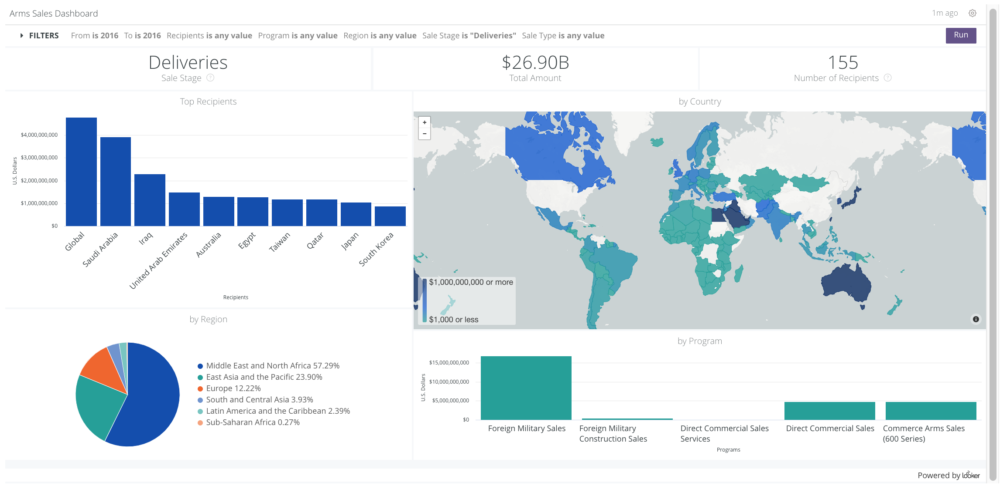 Arms Sales Dashboard
1m ago
FILTERS From is 2016 To is 2016 Recipients is any value Program is any value Region is any value Sale Stage is "Deliveries" Sale Type is any value
Run
Deliveries
Sale Stage ?
$26.90B
Total Amount
155
Number of Recipients ?
Top Recipients
U.S. Dollars
$4,000,000,000
$3,000,000,000
$2,000,000,000
$1,000,000,000
$0
Global
Saudi Arabia
Iraq
United Arab Emirates
Australia
Egypt
Taiwan
Qatar
Japan
South Korea
Recipients
by Country
+
−
$1,000,000,000 or more
$1,000 or less
i
by Region
Middle East and North Africa 57.29%
East Asia and the Pacific 23.90%
Europe 12.22%
South and Central Asia 3.93%
Latin America and the Caribbean 2.39%
Sub-Saharan Africa 0.27%
by Program
U.S. Dollars
$15,000,000,000
$10,000,000,000
$5,000,000,000
$0
Foreign Military Sales
Foreign Military
Construction Sales
Direct Commercial Sales
Services
Direct Commercial Sales
Commerce Arms Sales
(600 Series)
Programs
Powered by looker